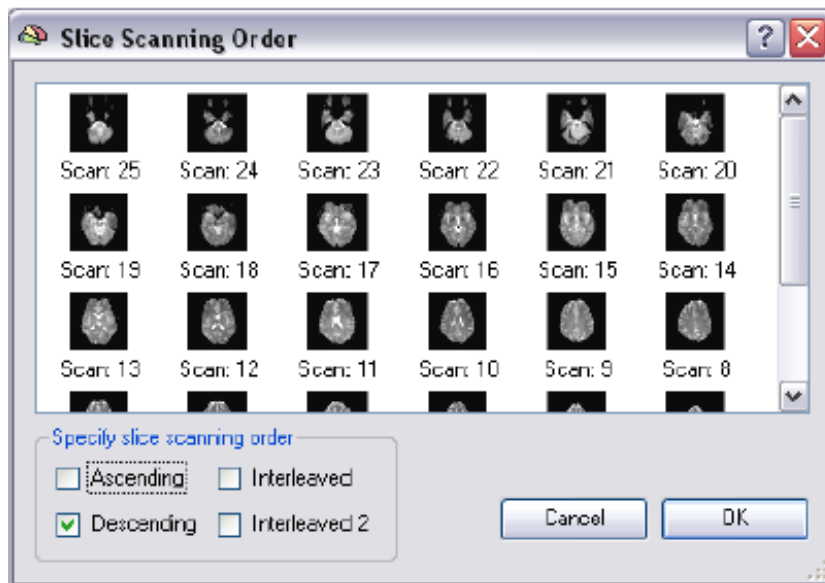 Slice Scanning Order
Scan: 25 Scan: 24 Scan: 23 Scan: 22 Scan: 21 Scan: 20
Scan: 19 Scan: 18 Scan: 17 Scan: 16 Scan: 15 Scan: 14
Scan: 13 Scan: 12 Scan: 11 Scan: 10 Scan: 9 Scan: 8
Specify slice scanning order
Ascending Interleaved
Descending Interleaved 2
Cancel OK